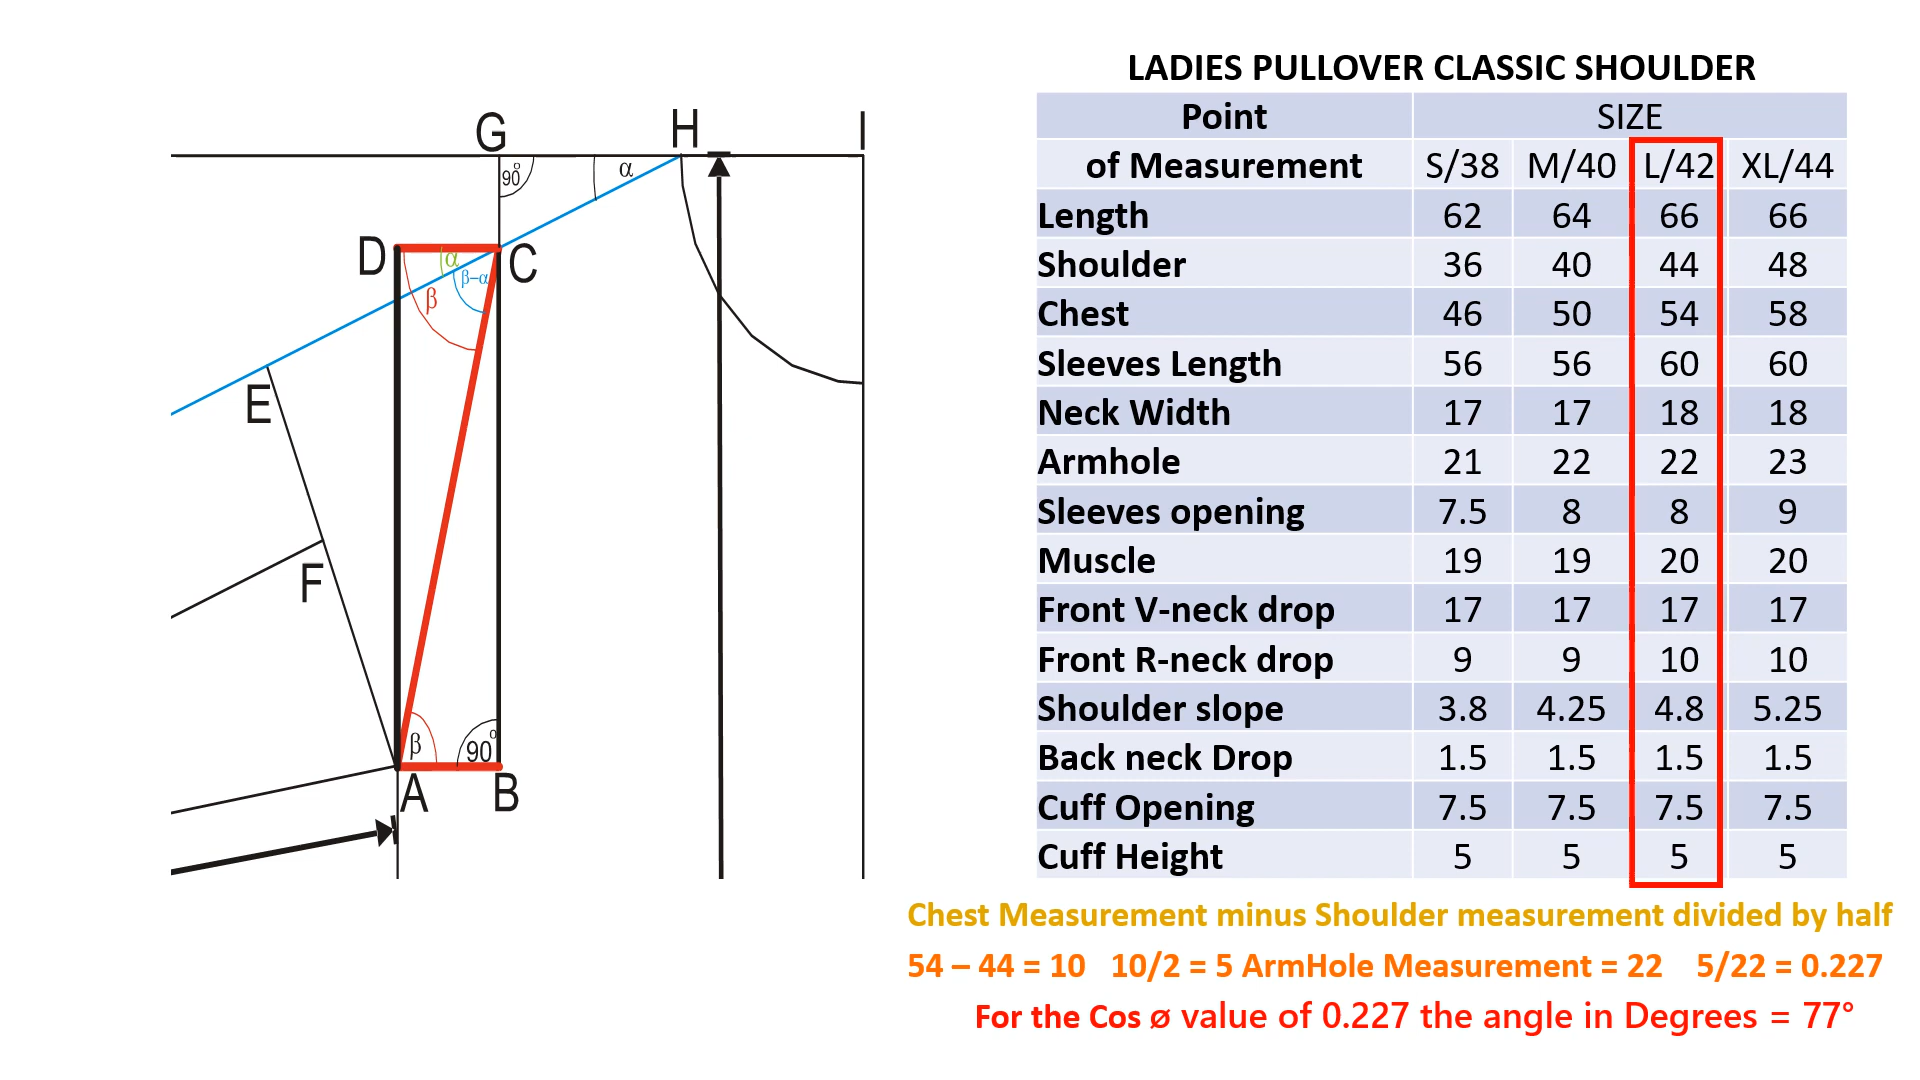 G
H
I
90°
α
D
C
α
β–α
β
E
F
β
90°
A
B
LADIES PULLOVER CLASSIC SHOULDER
Point SIZE
of Measurement S/38 M/40 L/42 XL/44
Length 62 64 66 66
Shoulder 36 40 44 48
Chest 46 50 54 58
Sleeves Length 56 56 60 60
Neck Width 17 17 18 18
Armhole 21 22 22 23
Sleeves opening 7.5 8 8 9
Muscle 19 19 20 20
Front V-neck drop 17 17 17 17
Front R-neck drop 9 9 10 10
Shoulder slope 3.8 4.25 4.8 5.25
Back neck Drop 1.5 1.5 1.5 1.5
Cuff Opening 7.5 7.5 7.5 7.5
Cuff Height 5 5 5 5
Chest Measurement minus Shoulder measurement divided by half
54 – 44 = 10 10/2 = 5 ArmHole Measurement = 22 5/22 = 0.227
For the Cos ø value of 0.227 the angle in Degrees = 77°